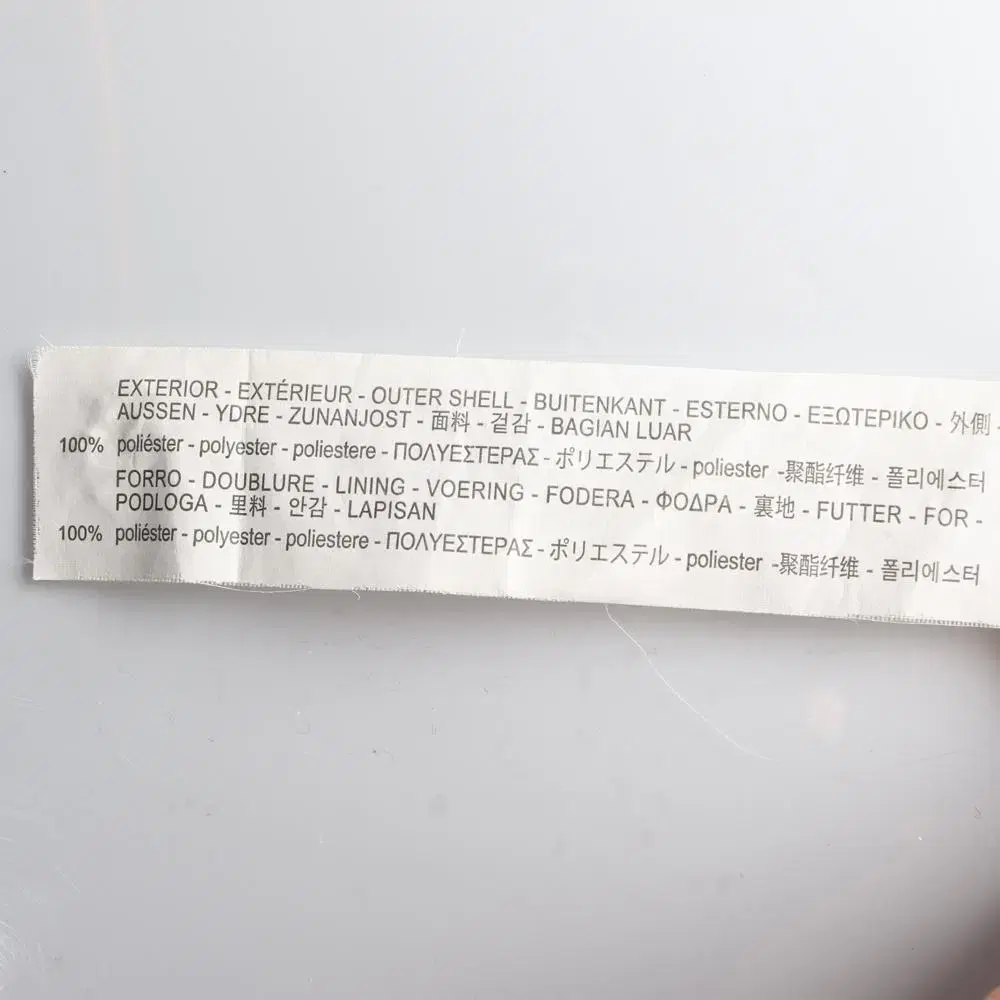 EXTERIOR - EXTÉRIEUR - OUTER SHELL - BUITENKANT - ESTERNO - ΕΞΩΤΕΡΙΚΟ - 外側 -
AUSSEN - YDRE - ZUNANJOST - 面料 - 겉감 - BAGIAN LUAR
100% poliéster - polyester - poliestere - ΠΟΛΥΕΣΤΕΡΑΣ - ポリエステル - poliester -聚酯纤维 - 폴리에스터
FORRO - DOUBLURE - LINING - VOERING - FODERA - ΦΟΔΡΑ - 裏地 - FUTTER - FOR -
PODLOGA - 里料 - 안감 - LAPISAN
100% poliéster - polyester - poliestere - ΠΟΛΥΕΣΤΕΡΑΣ - ポリエステル - poliester -聚酯纤维 - 폴리에스터